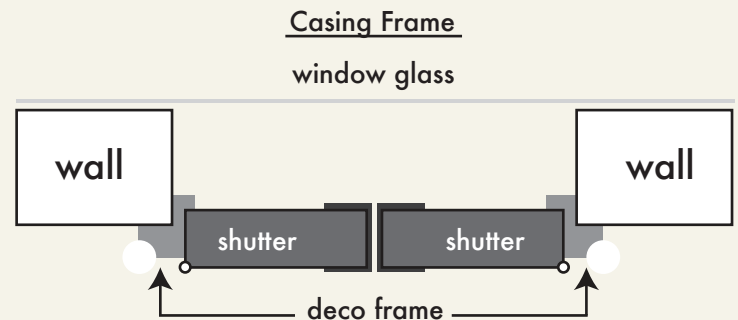 Casing Frame
window glass
wall
wall
shutter
shutter
deco frame